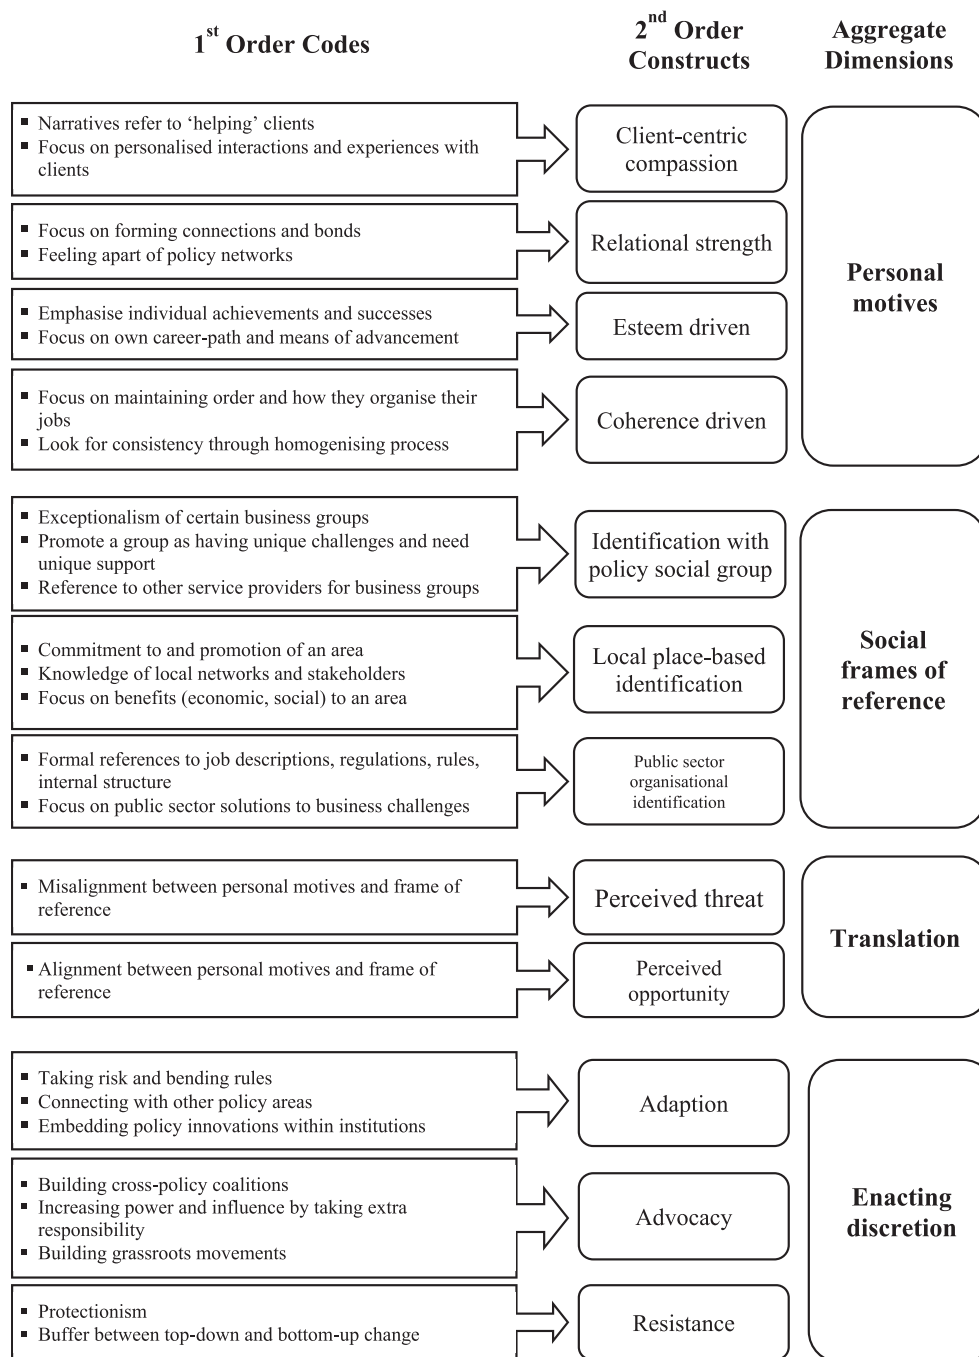 1st Order Codes
2nd Order
Constructs
Aggregate
Dimensions
▪ Narratives refer to ‘helping’ clients
▪ Focus on personalised interactions and experiences with
clients
Client-centric
compassion
▪ Focus on forming connections and bonds
▪ Feeling apart of policy networks
Relational strength
▪ Emphasise individual achievements and successes
▪ Focus on own career-path and means of advancement
Esteem driven
▪ Focus on maintaining order and how they organise their
jobs
▪ Look for consistency through homogenising process
Coherence driven
Personal
motives
▪ Exceptionalism of certain business groups
▪ Promote a group as having unique challenges and need
unique support
▪ Reference to other service providers for business groups
Identification with
policy social group
▪ Commitment to and promotion of an area
▪ Knowledge of local networks and stakeholders
▪ Focus on benefits (economic, social) to an area
Local place-based
identification
▪ Formal references to job descriptions, regulations, rules,
internal structure
▪ Focus on public sector solutions to business challenges
Public sector
organisational
identification
Social
frames of
reference
▪ Misalignment between personal motives and frame of
reference
Perceived threat
▪ Alignment between personal motives and frame of
reference
Perceived
opportunity
Translation
▪ Taking risk and bending rules
▪ Connecting with other policy areas
▪ Embedding policy innovations within institutions
Adaption
▪ Building cross-policy coalitions
▪ Increasing power and influence by taking extra
responsibility
▪ Building grassroots movements
Advocacy
▪ Protectionism
▪ Buffer between top-down and bottom-up change
Resistance
Enacting
discretion